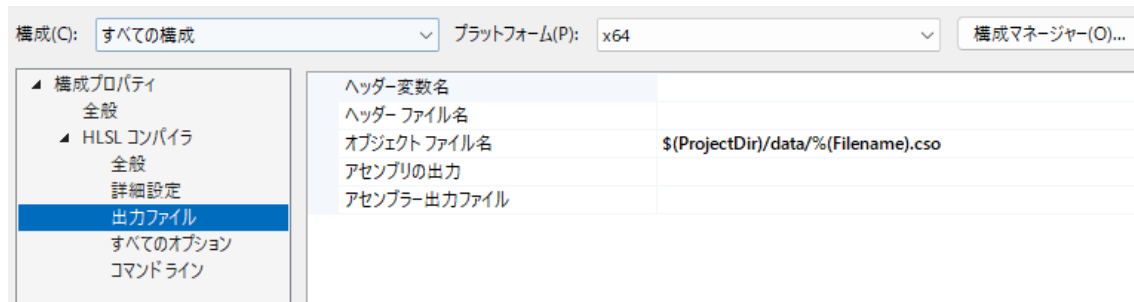 構成(C): すべての構成 プラットフォーム(P): x64 構成マネージャー(O)...
構成プロパティ
全般
HLSL コンパイラ
全般
詳細設定
出力ファイル
すべてのオプション
コマンド ライン
ヘッダー変数名
ヘッダー ファイル名
オブジェクト ファイル名 $(ProjectDir)/data/%(Filename).cso
アセンブリの出力
アセンブラー出力ファイル